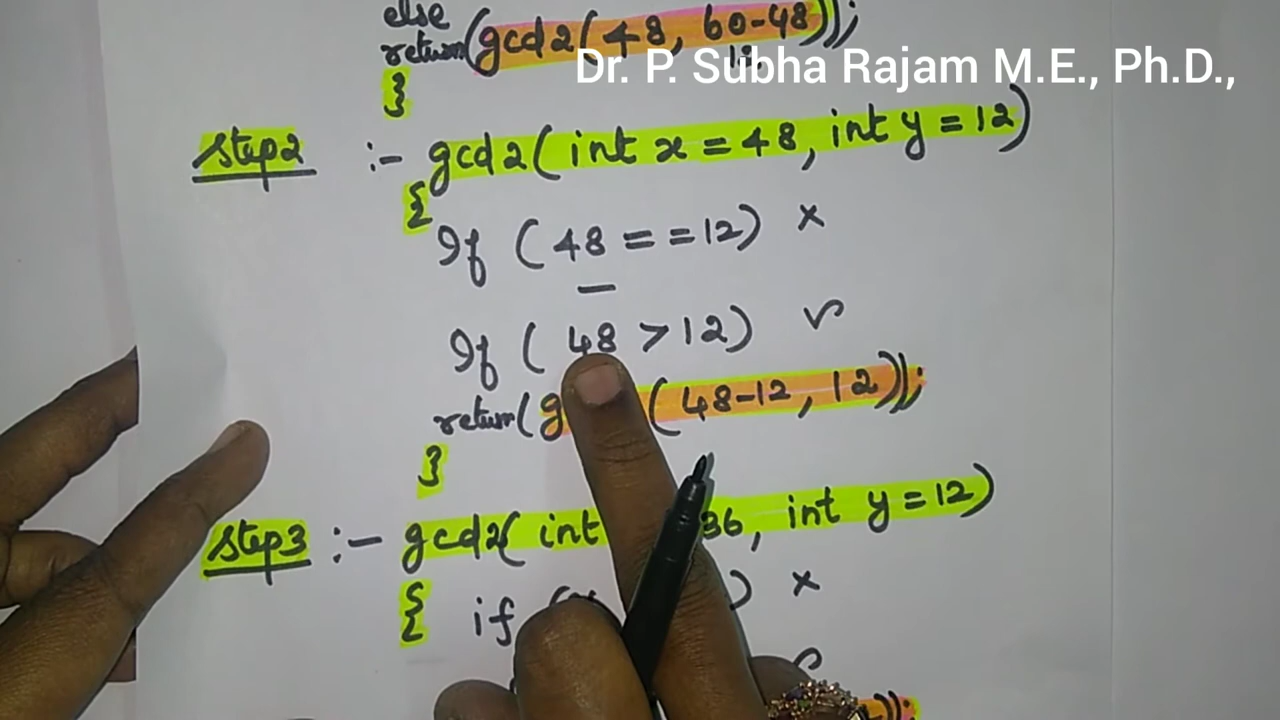 else
return(gcd2(48, 60-48));
12
Dr. P. Subha Rajam M.E., Ph.D.,
}
Step2 :- gcd2( int x = 48, int y = 12)
{
If ( 48 = = 12) ×
If ( 48 > 12) ✓
return( g ( 48-12, 12));
}
Step3 :- gcd2( int 36, int y = 12)
{ if ( ) ×
✓
));